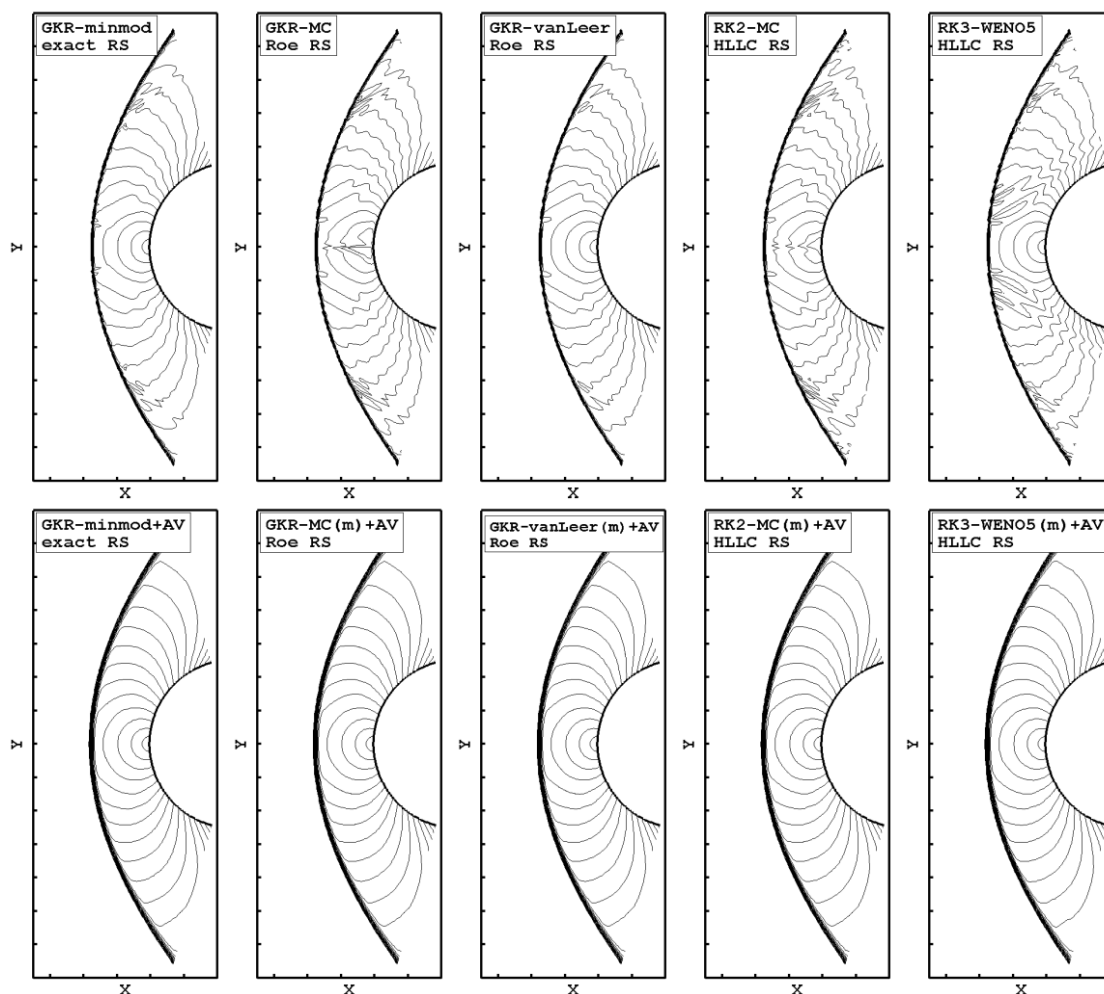 GKR-minmod
exact RS
GKR-MC
Roe RS
GKR-vanLeer
Roe RS
RK2-MC
HLLC RS
RK3-WENO5
HLLC RS
Y
Y
Y
Y
Y
X
X
X
X
X
GKR-minmod+AV
exact RS
GKR-MC(m)+AV
Roe RS
GKR-vanLeer(m)+AV
Roe RS
RK2-MC(m)+AV
HLLC RS
RK3-WENO5(m)+AV
HLLC RS
Y
Y
Y
Y
Y
X
X
X
X
X